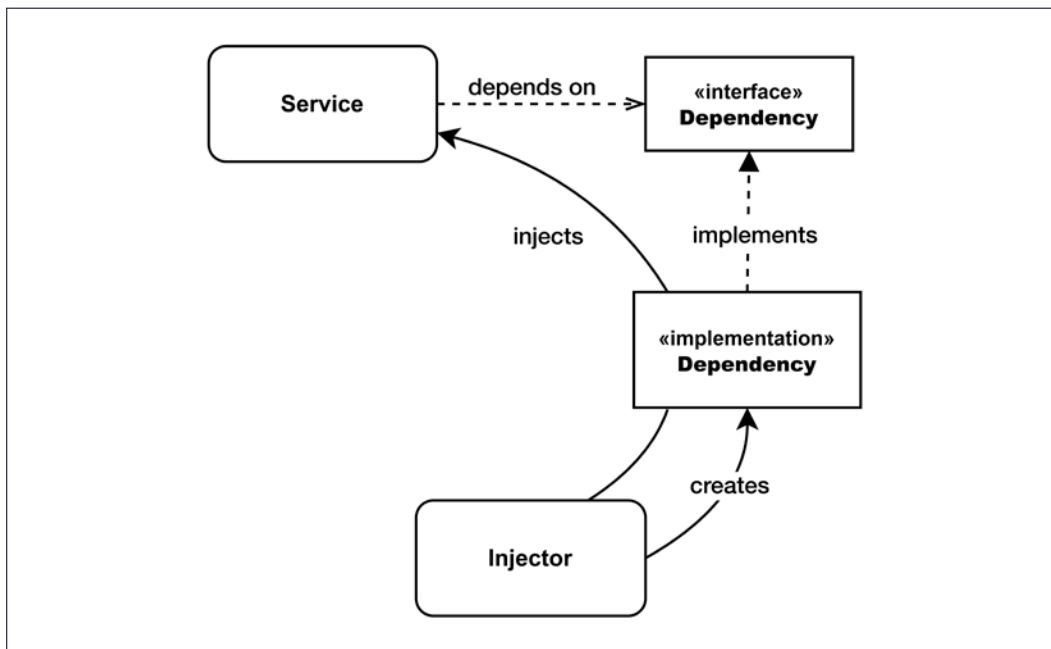 Service
depends on
«interface»
Dependency
injects
implements
«implementation»
Dependency
creates
Injector